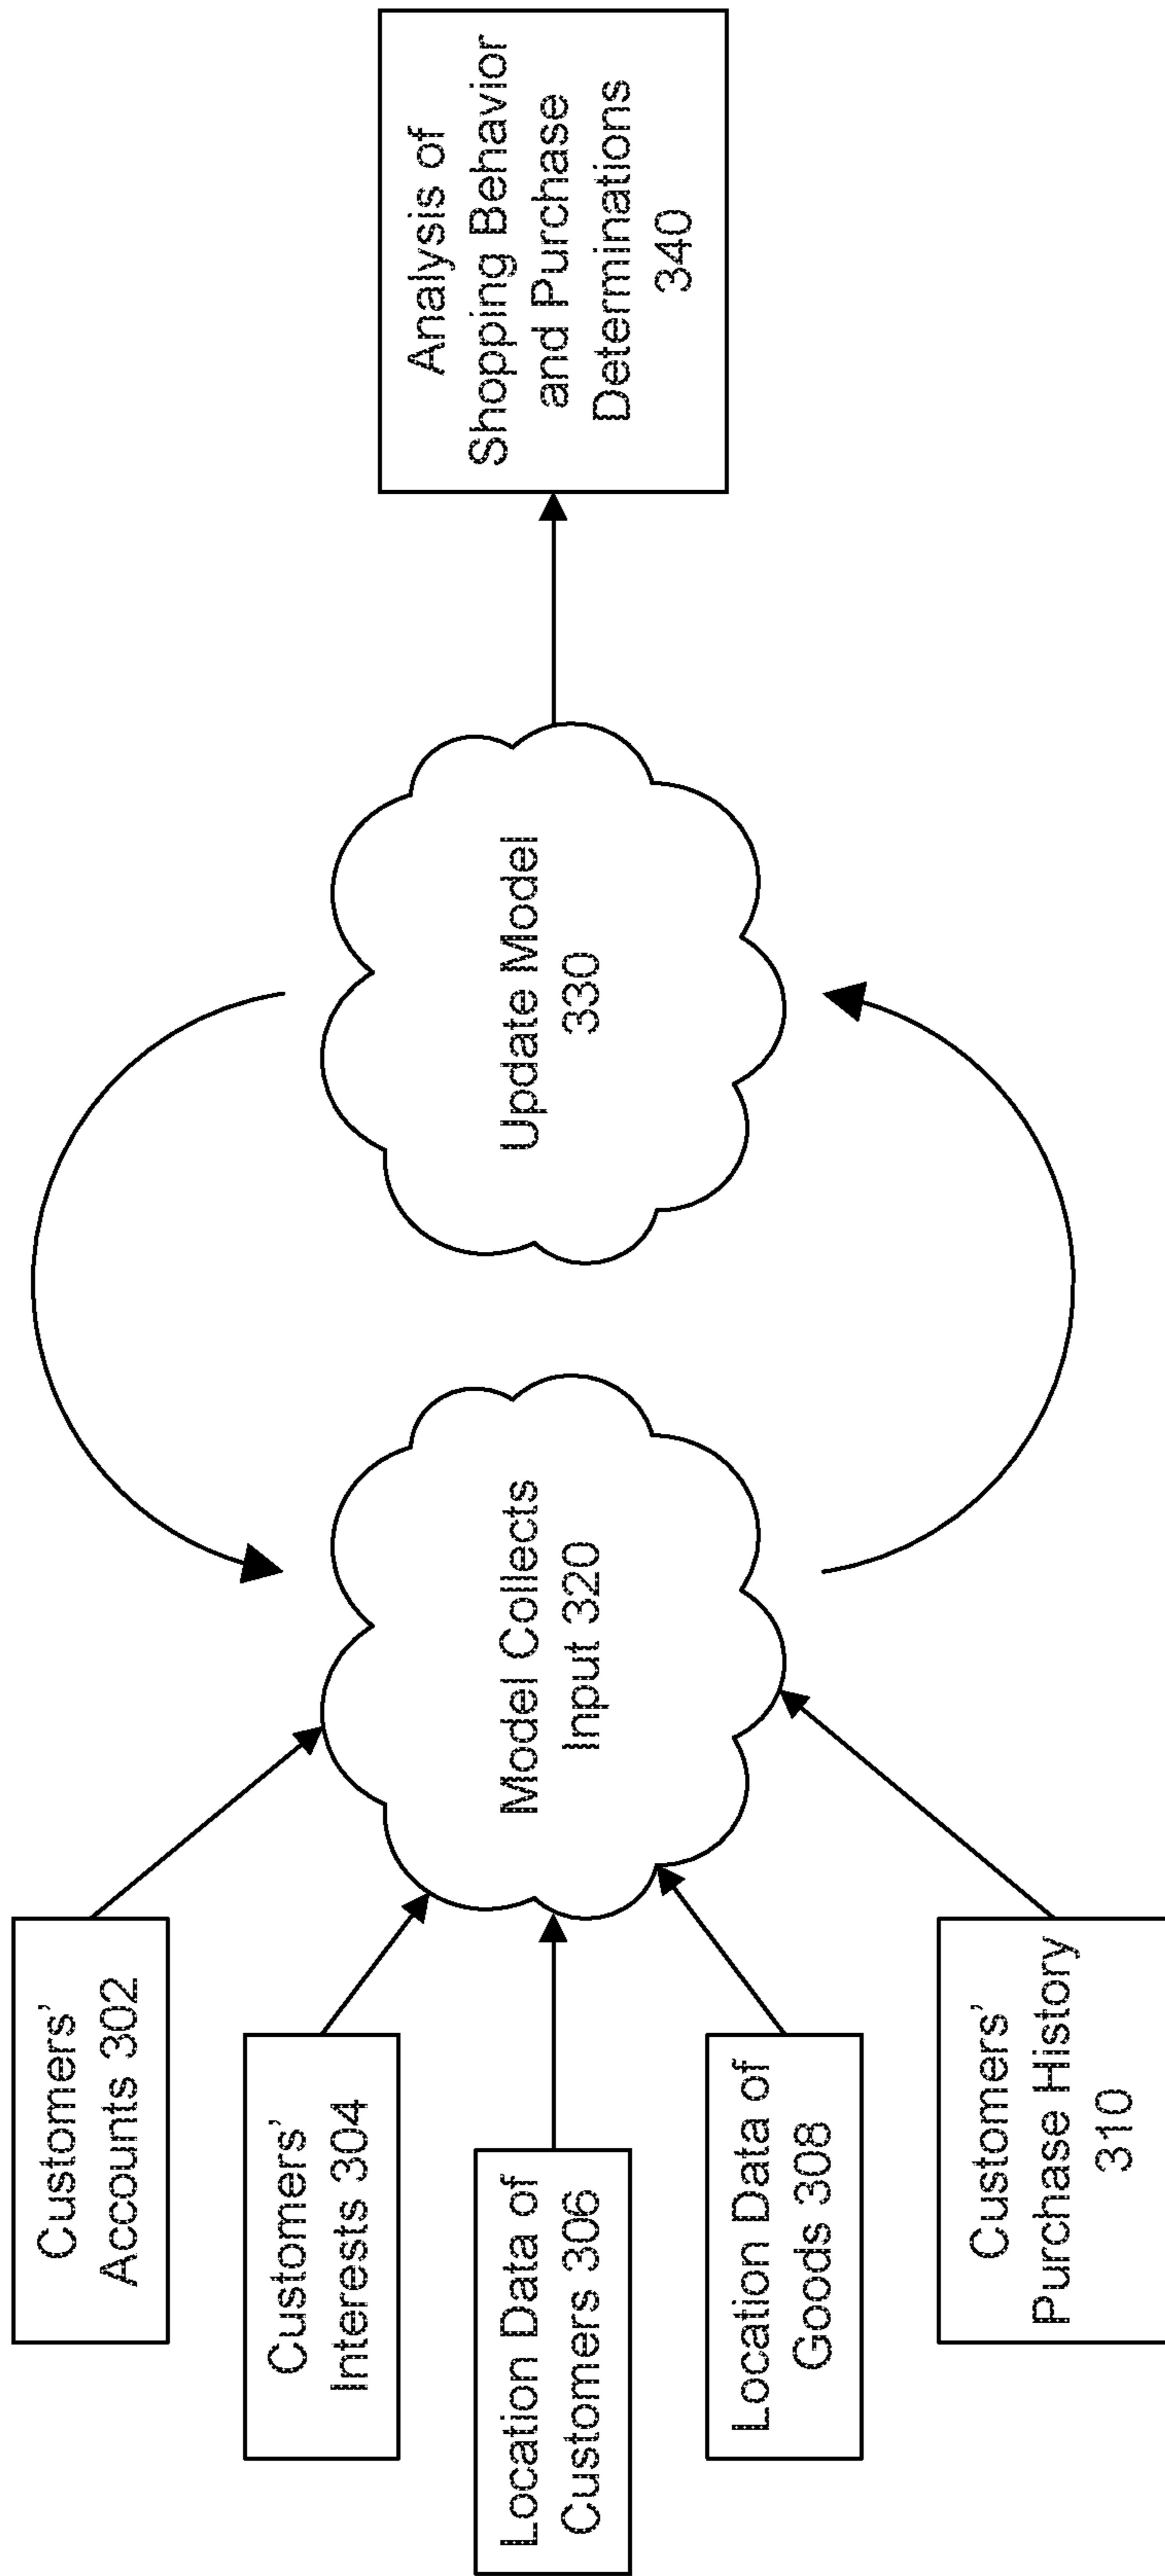 Customers’
Accounts 302
Customers’
Interests 304
Location Data of
Customers 306
Location Data of
Goods 308
Customers’
Purchase History
310
Model Collects
Input 320
Update Model
330
Analysis of
Shopping Behavior
and Purchase
Determinations
340